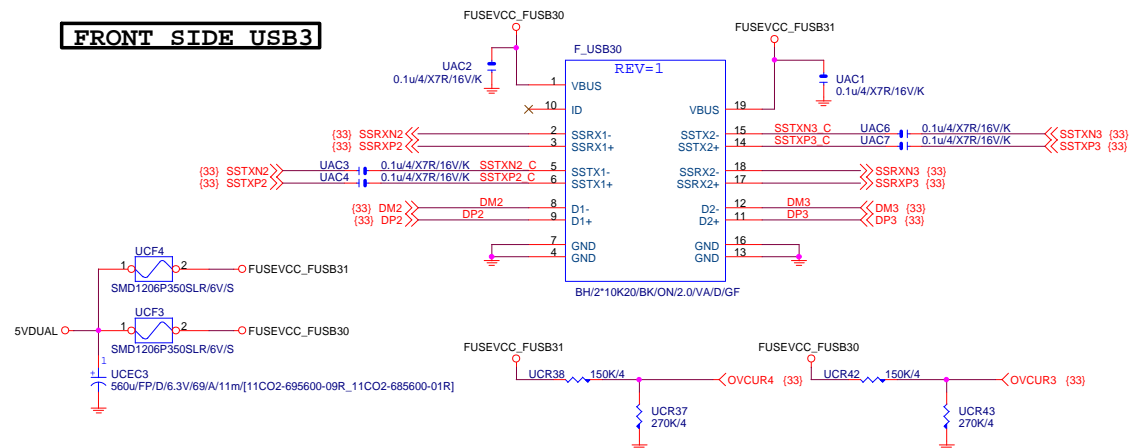 FRONT SIDE USB3
FUSEVCC_FUSB30
FUSEVCC_FUSB31
F_USB30
REV=1
UAC2
0.1u/4/X7R/16V/K
UAC1
0.1u/4/X7R/16V/K
1 VBUS
10 ID
VBUS 19
{33} SSRXN2 2 SSRX1-
{33} SSRXP2 3 SSRX1+
SSTX2- 15 SSTXN3_C UAC6 0.1u/4/X7R/16V/K SSTXN3 {33}
SSTX2+ 14 SSTXP3_C UAC7 0.1u/4/X7R/16V/K SSTXP3 {33}
{33} SSTXN2 UAC3 0.1u/4/X7R/16V/K SSTXN2_C 5 SSTX1-
{33} SSTXP2 UAC4 0.1u/4/X7R/16V/K SSTXP2_C 6 SSTX1+
SSRX2- 18 SSRXN3 {33}
SSRX2+ 17 SSRXP3 {33}
{33} DM2 DM2 8 D1-
{33} DP2 DP2 9 D1+
D2- 12 DM3 DM3 {33}
D2+ 11 DP3 DP3 {33}
7 GND
4 GND
GND 16
GND 13
BH/2*10K20/BK/ON/2.0/VA/D/GF
UCF4
1 2 FUSEVCC_FUSB31
SMD1206P350SLR/6V/S
5VDUAL
UCF3
1 2 FUSEVCC_FUSB30
SMD1206P350SLR/6V/S
1
+
UCEC3
560u/FP/D/6.3V/69/A/11m/[11CO2-695600-09R_11CO2-685600-01R]
FUSEVCC_FUSB31
UCR38 150K/4 OVCUR4 {33}
UCR37
270K/4
FUSEVCC_FUSB30
UCR42 150K/4 OVCUR3 {33}
UCR43
270K/4